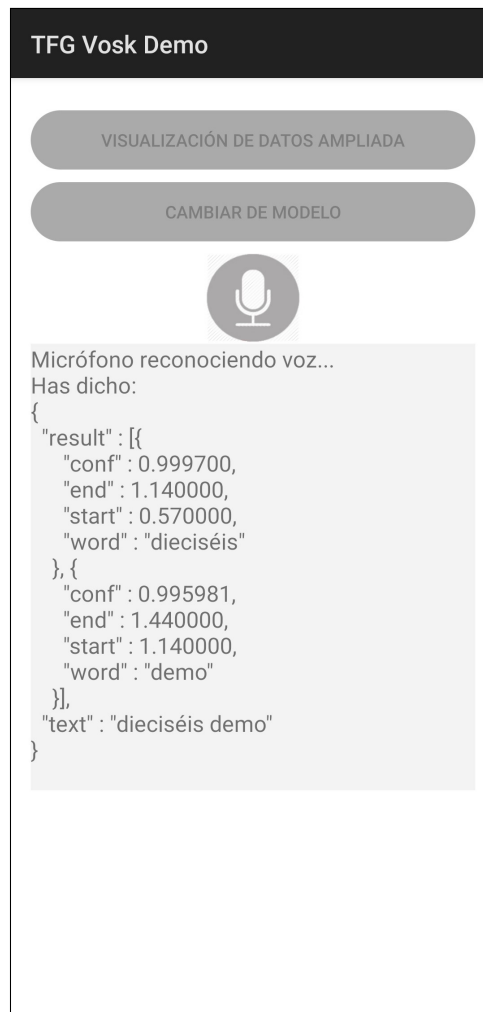 TFG Vosk Demo
VISUALIZACIÓN DE DATOS AMPLIADA
CAMBIAR DE MODELO
Micrófono reconociendo voz...
Has dicho:
{
"result" : [{
"conf" : 0.999700,
"end" : 1.140000,
"start" : 0.570000,
"word" : "dieciséis"
}, {
"conf" : 0.995981,
"end" : 1.440000,
"start" : 1.140000,
"word" : "demo"
}],
"text" : "dieciséis demo"
}